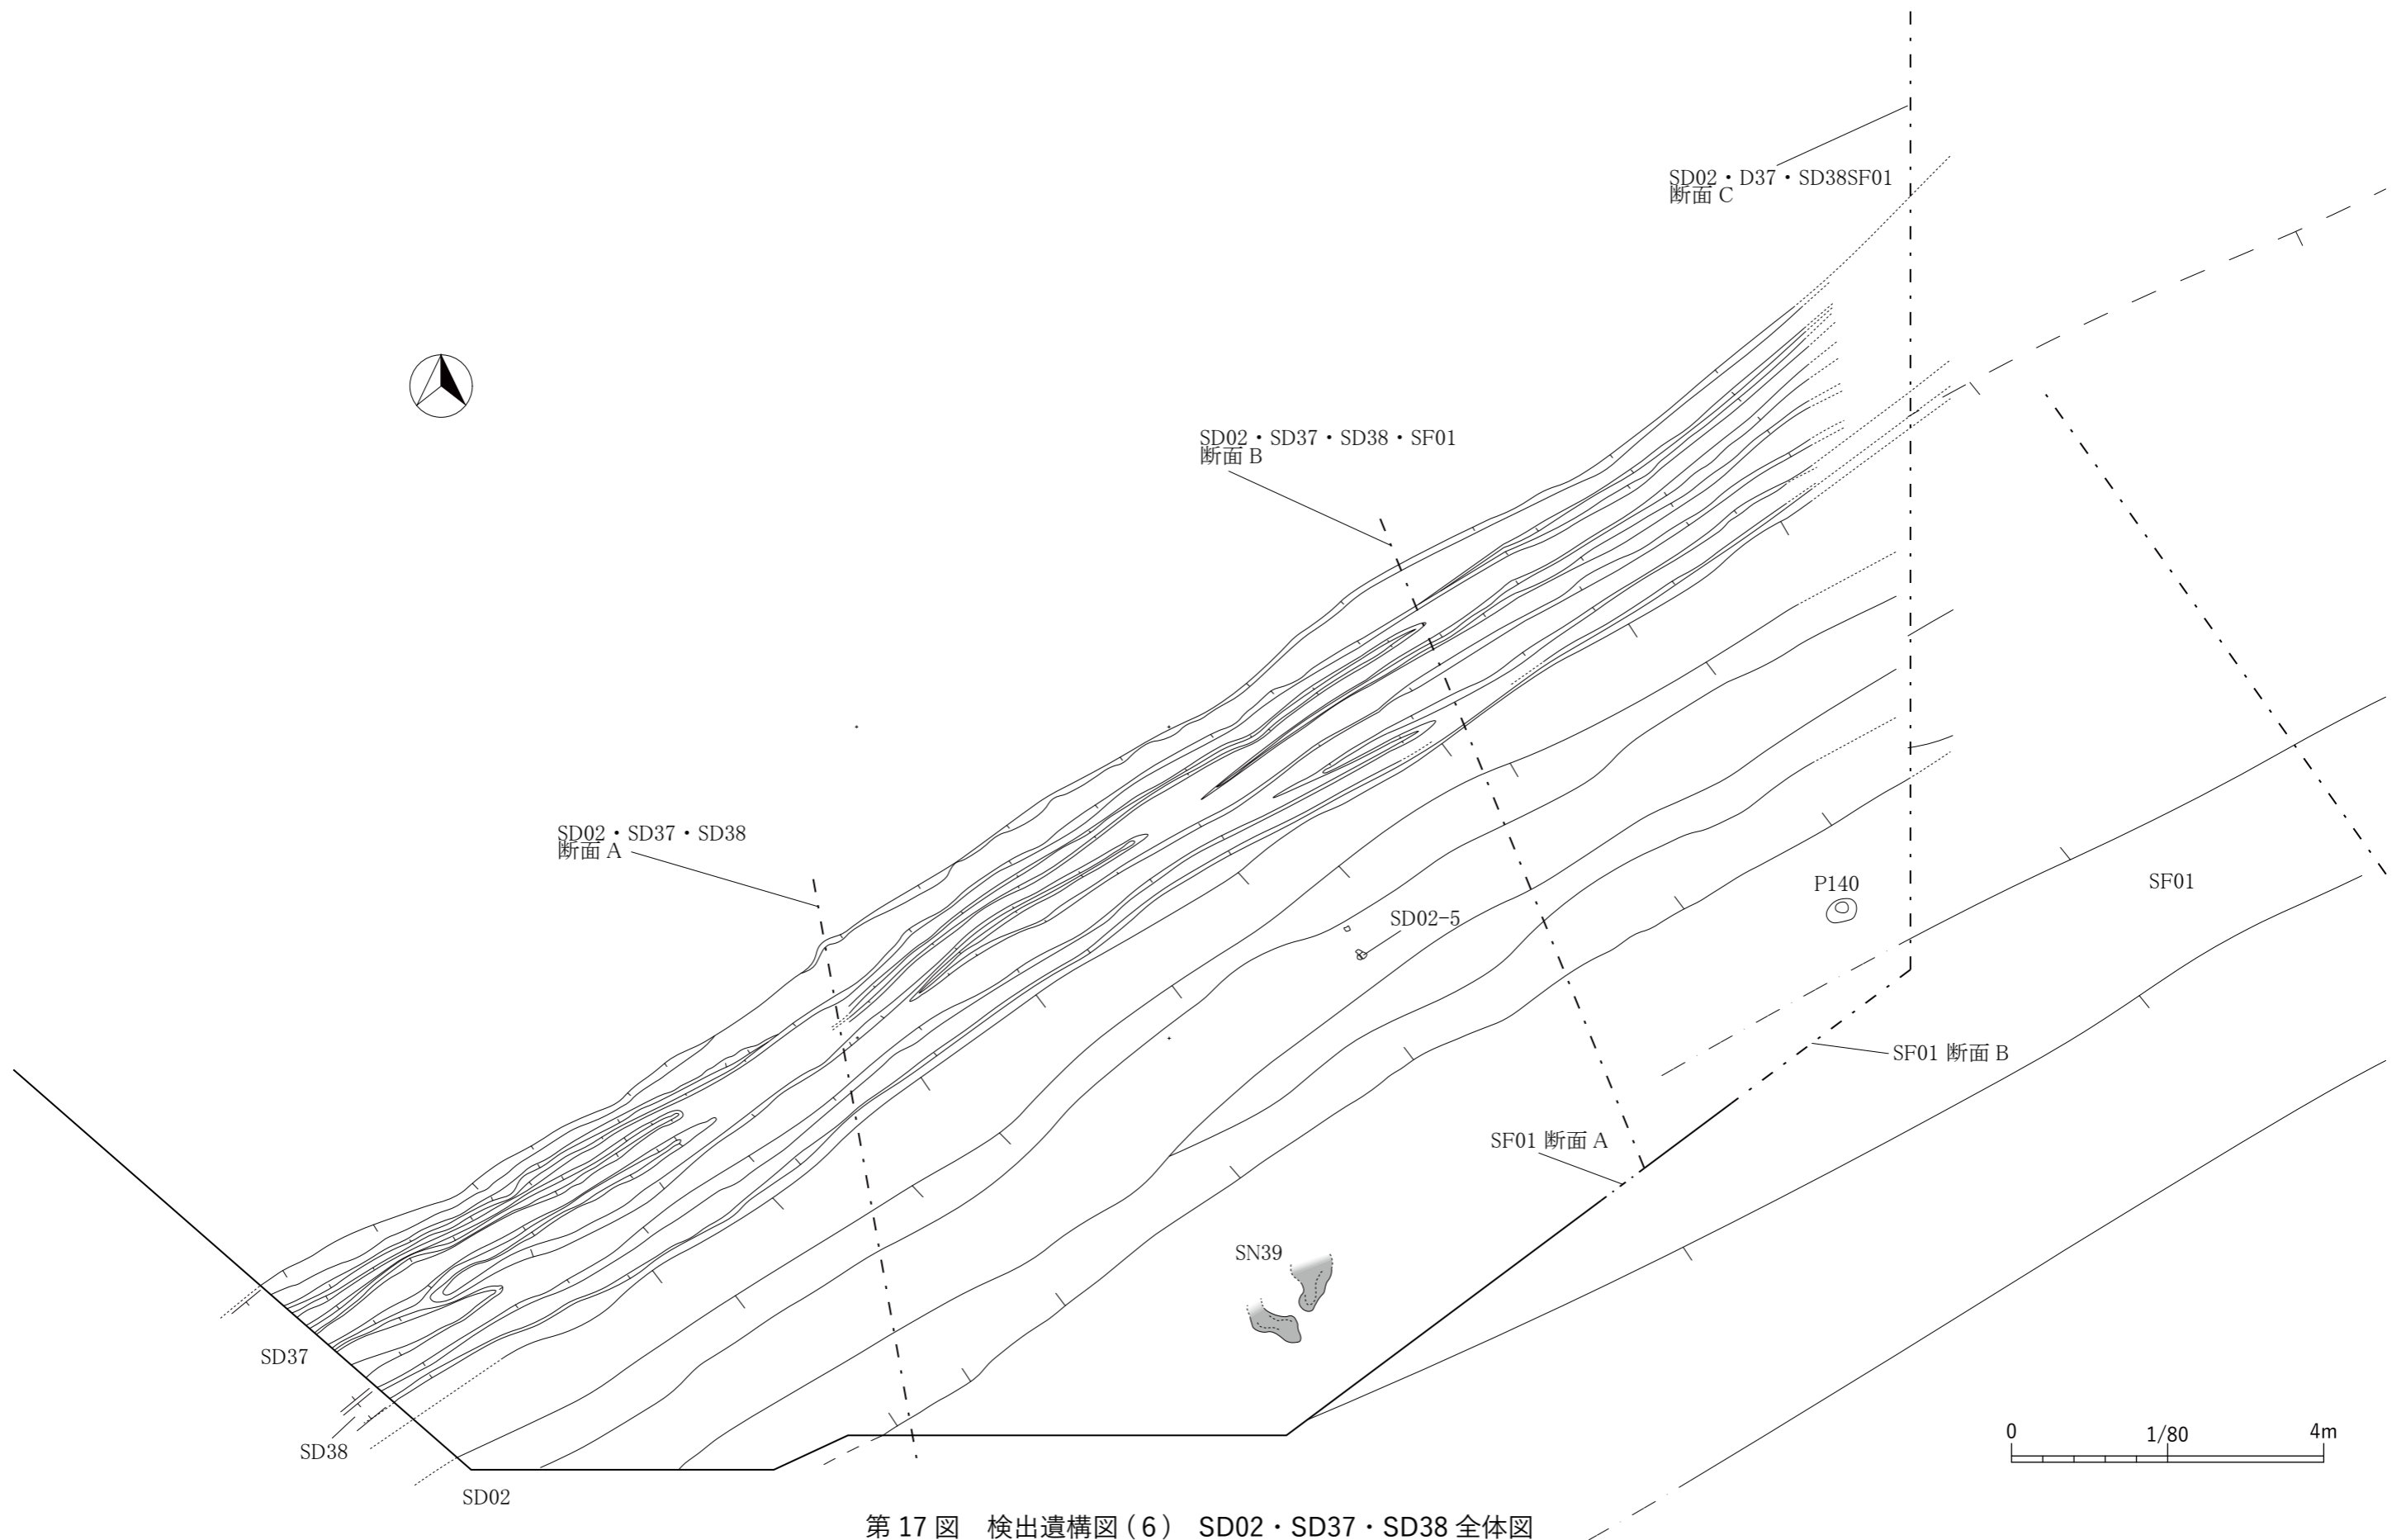 SD02・D37・SD38SF01
断面 C
SD02・SD37・SD38・SF01
断面 B
SD02・SD37・SD38
断面 A
P140
SF01
SD02-5
SF01 断面 B
SF01 断面 A
SN39
SD37
SD38
SD02
0 1/80 4m
第 17 図 検出遺構図 ( 6 ) SD02・SD37・SD38 全体図